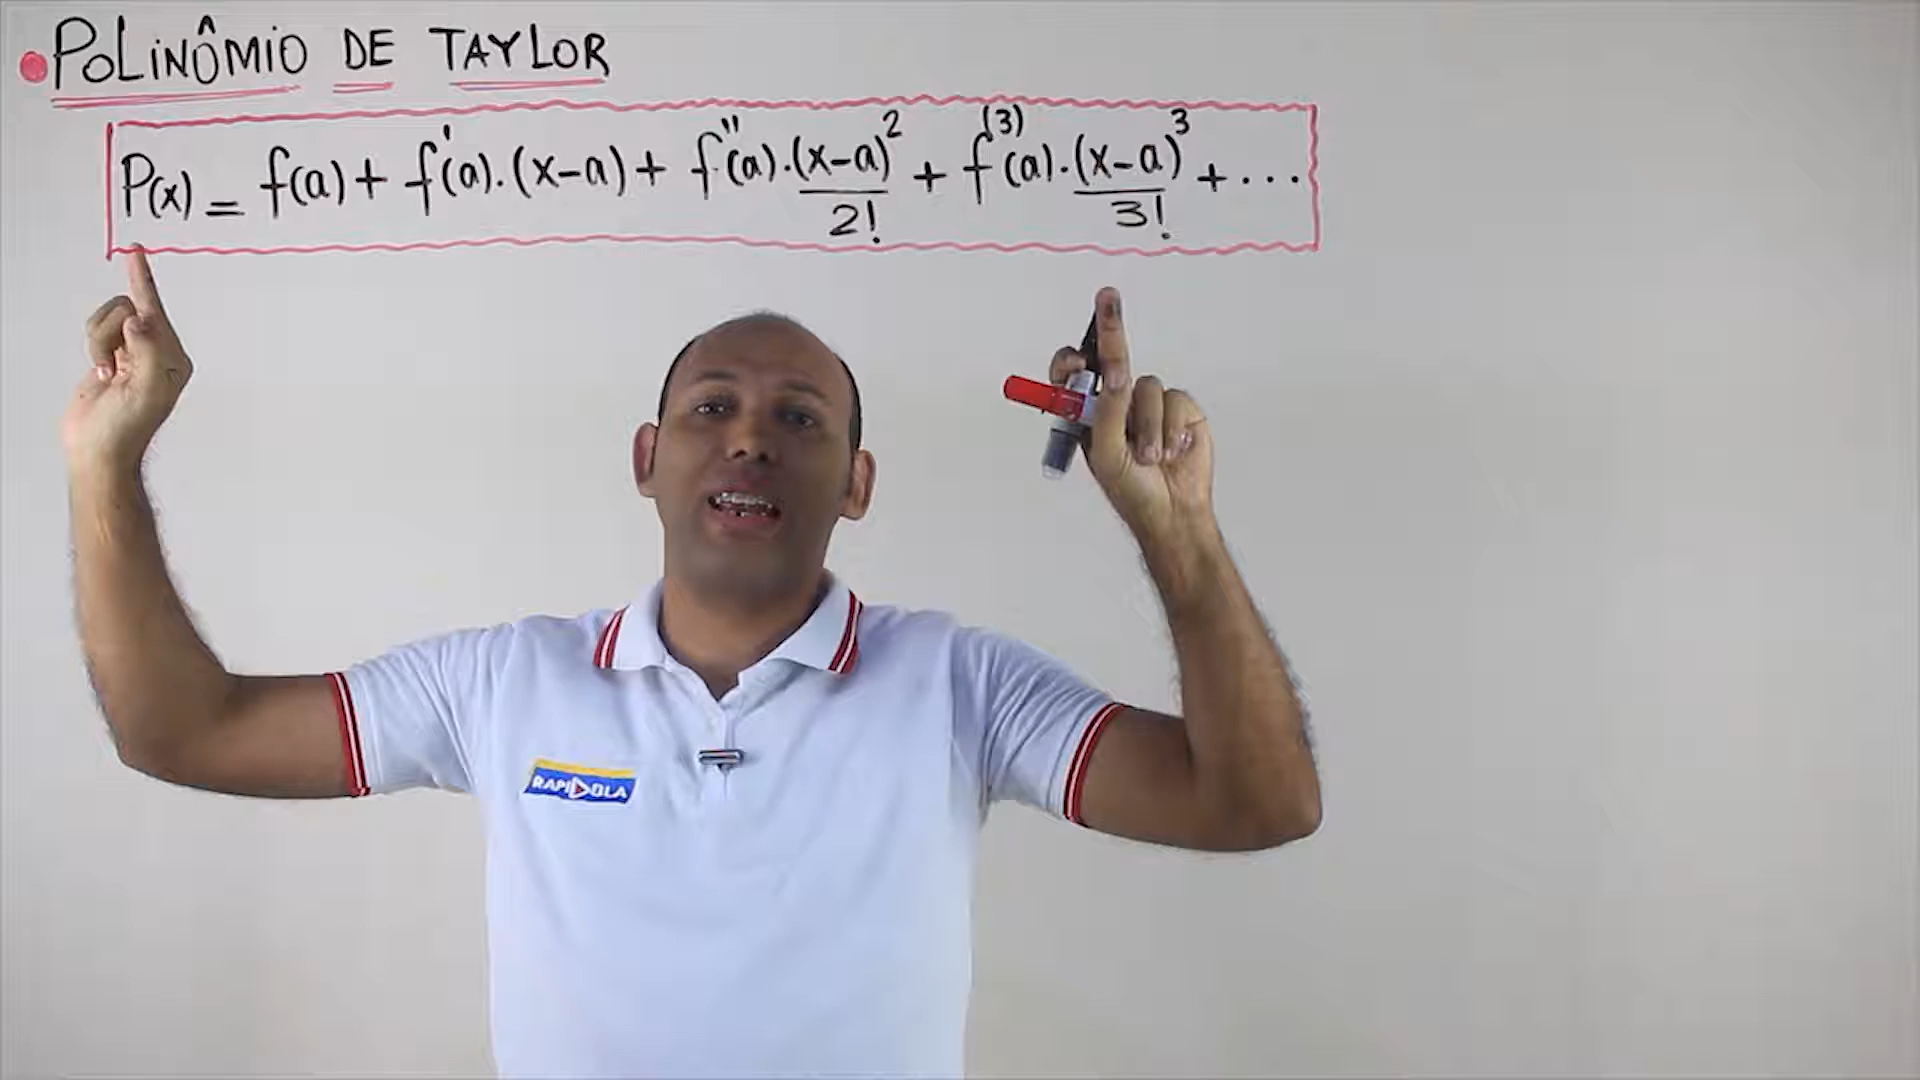 POLINÔMIO DE TAYLOR
P(x) = f(a) + f'(a).(x-a) + f''(a).(x-a)²/2! + f⁽³⁾(a).(x-a)³/3! + ...
RAPIDOLA